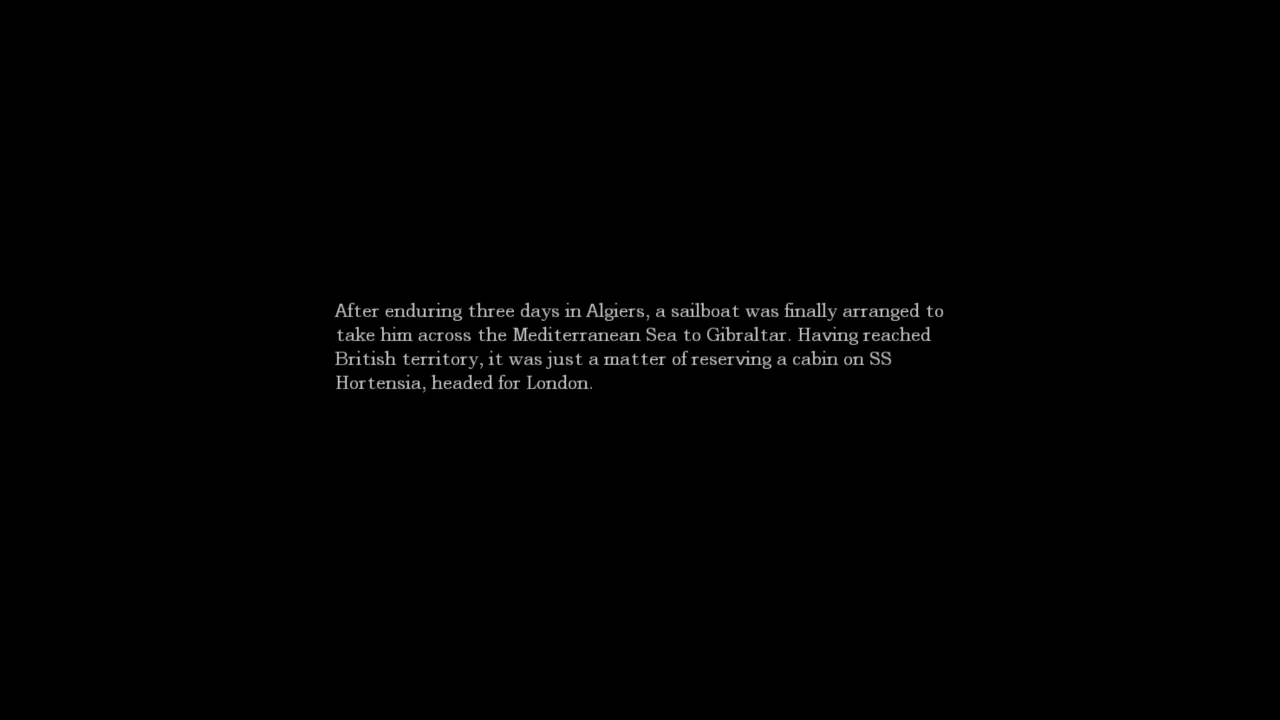 After enduring three days in Algiers, a sailboat was finally arranged to
take him across the Mediterranean Sea to Gibraltar. Having reached
British territory, it was just a matter of reserving a cabin on SS
Hortensia, headed for London.